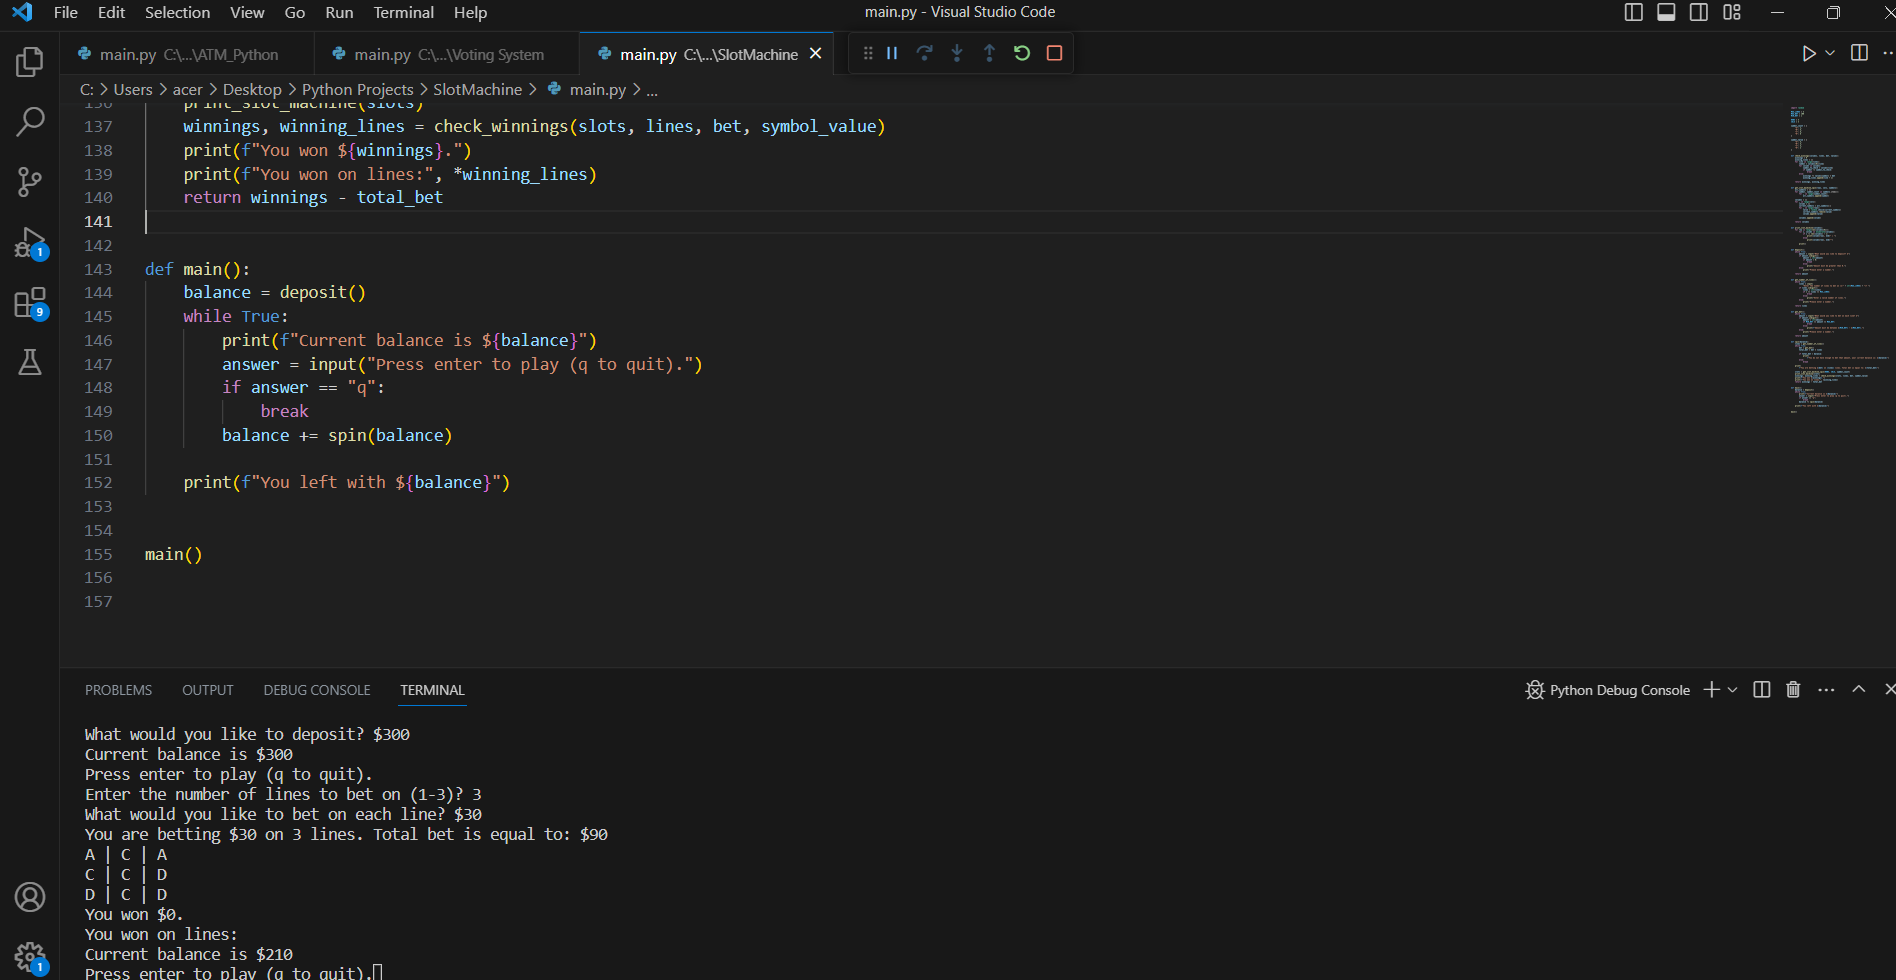 File Edit Selection View Go Run Terminal Help
main.py - Visual Studio Code
main.py C:\...\ATM_Python
main.py C:\...\Voting System
main.py C:\...\SlotMachine
C: > Users > acer > Desktop > Python Projects > SlotMachine > main.py > ...
136 print_slot_machine(slots)
137 winnings, winning_lines = check_winnings(slots, lines, bet, symbol_value)
138 print(f"You won ${winnings}.")
139 print(f"You won on lines:", *winning_lines)
140 return winnings - total_bet
141
142
143 def main():
144 balance = deposit()
145 while True:
146 print(f"Current balance is ${balance}")
147 answer = input("Press enter to play (q to quit).")
148 if answer == "q":
149 break
150 balance += spin(balance)
151
152 print(f"You left with ${balance}")
153
154
155 main()
156
157
1
9
1
PROBLEMS OUTPUT DEBUG CONSOLE TERMINAL
Python Debug Console
What would you like to deposit? $300
Current balance is $300
Press enter to play (q to quit).
Enter the number of lines to bet on (1-3)? 3
What would you like to bet on each line? $30
You are betting $30 on 3 lines. Total bet is equal to: $90
A | C | A
C | C | D
D | C | D
You won $0.
You won on lines:
Current balance is $210
Press enter to play (q to quit).